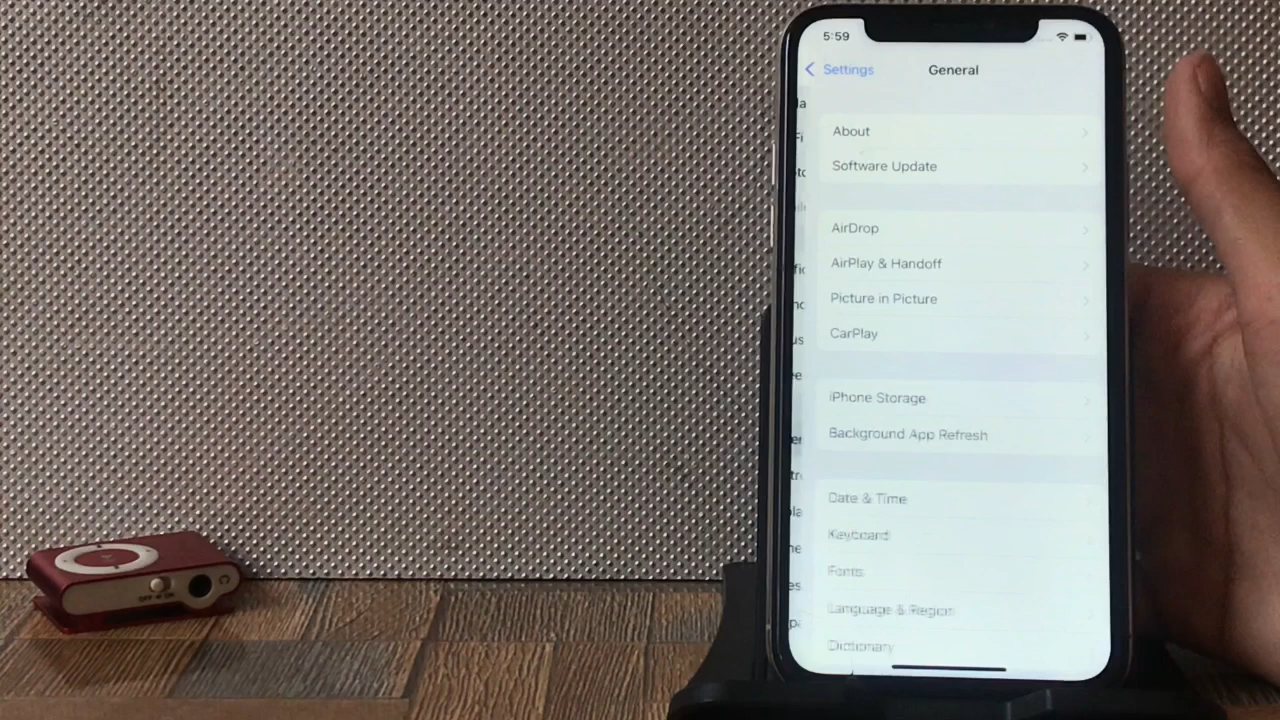 5:59
Settings
General
About
Software Update
AirDrop
AirPlay & Handoff
Picture in Picture
CarPlay
iPhone Storage
Background App Refresh
Date & Time
Keyboard
Fonts
Language & Region
Dictionary